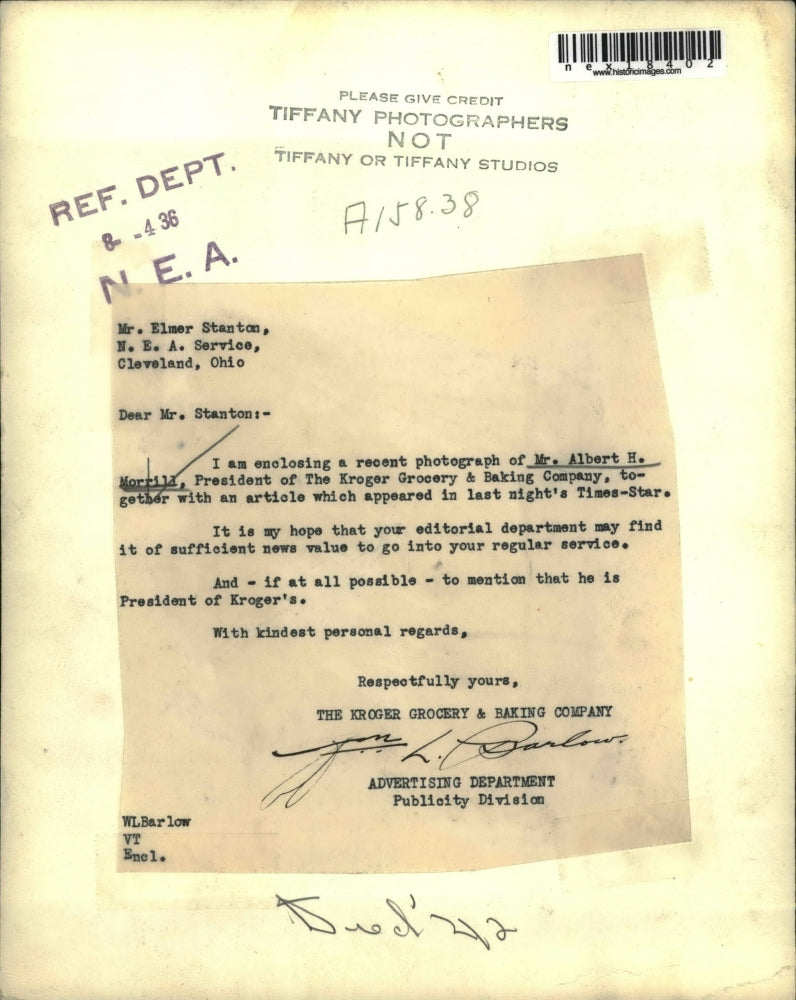 nex18402
www.historicimages.com
PLEASE GIVE CREDIT
TIFFANY PHOTOGRAPHERS
NOT
TIFFANY OR TIFFANY STUDIOS
REF. DEPT.
8 - 4 36
N. E. A.
A158.38
Mr. Elmer Stanton,
N. E. A. Service,
Cleveland, Ohio
Dear Mr. Stanton:-
I am enclosing a recent photograph of Mr. Albert H.
Morrill, President of The Kroger Grocery & Baking Company, to-
gether with an article which appeared in last night's Times-Star.
It is my hope that your editorial department may find
it of sufficient news value to go into your regular service.
And - if at all possible - to mention that he is
President of Kroger's.
With kindest personal regards,
Respectfully yours,
THE KROGER GROCERY & BAKING COMPANY
Wm L. Barlow.
ADVERTISING DEPARTMENT
Publicity Division
WLBarlow
VT
Encl.
Died '42